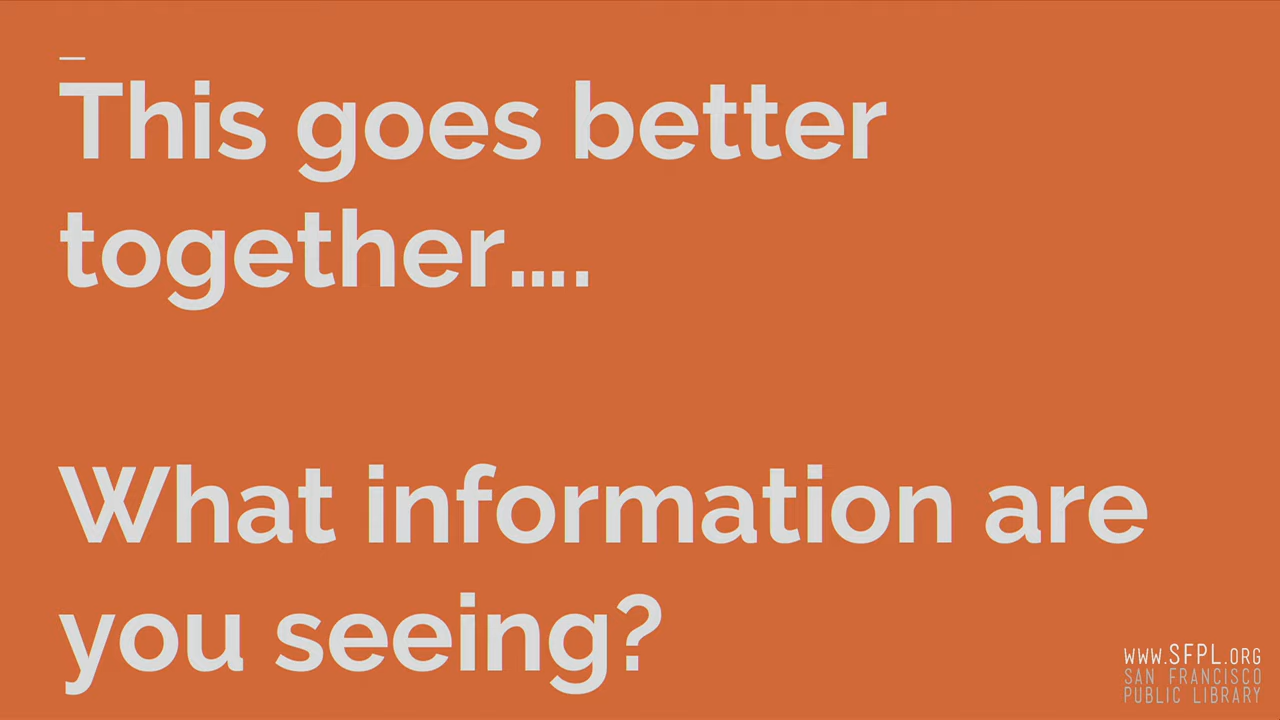 This goes better
together....
What information are
you seeing?
www.SFPL.ORG
SAN FRANCISCO
PUBLIC LIBRARY